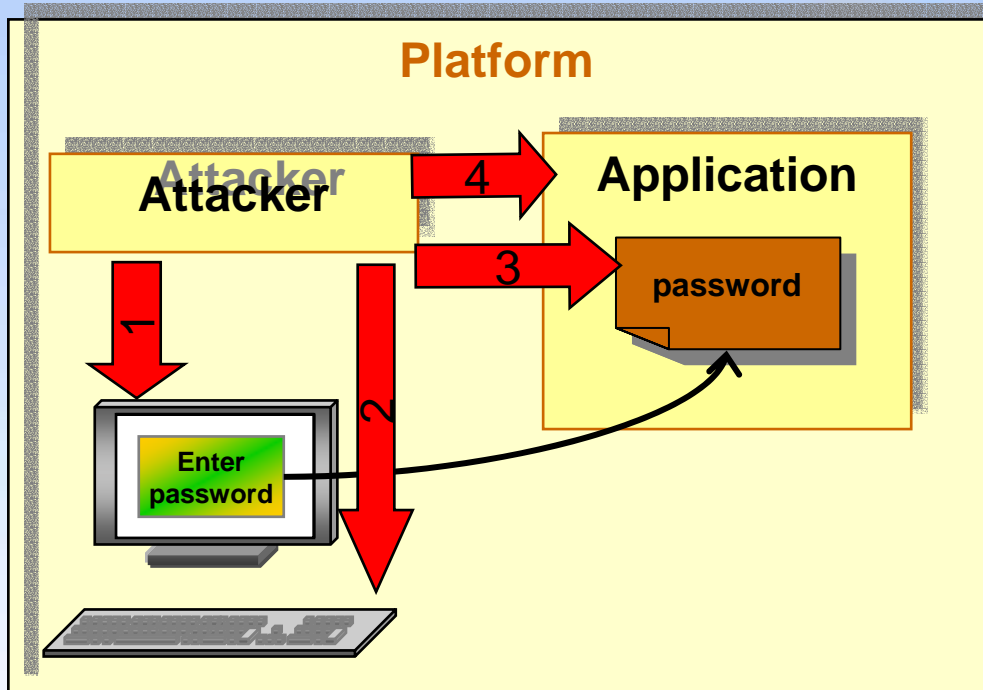 Platform
Attacker
Attacker
4
Application
3
password
1
2
Enter
password